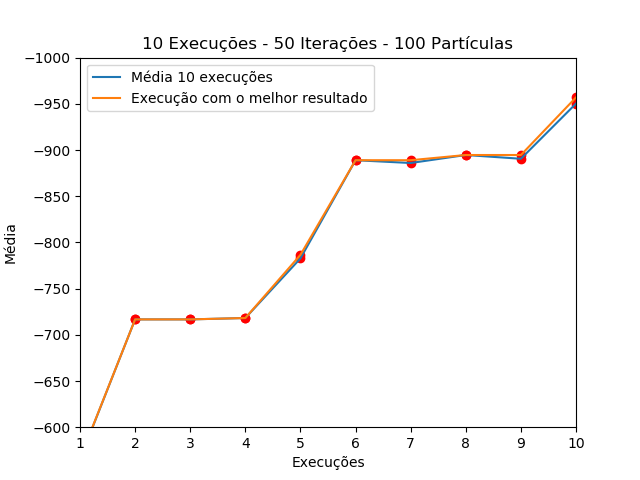 10 Execuções - 50 Iterações - 100 Partículas
Média 10 execuções
Execução com o melhor resultado
Média
−1000
−950
−900
−850
−800
−750
−700
−650
−600
1 2 3 4 5 6 7 8 9 10
Execuções